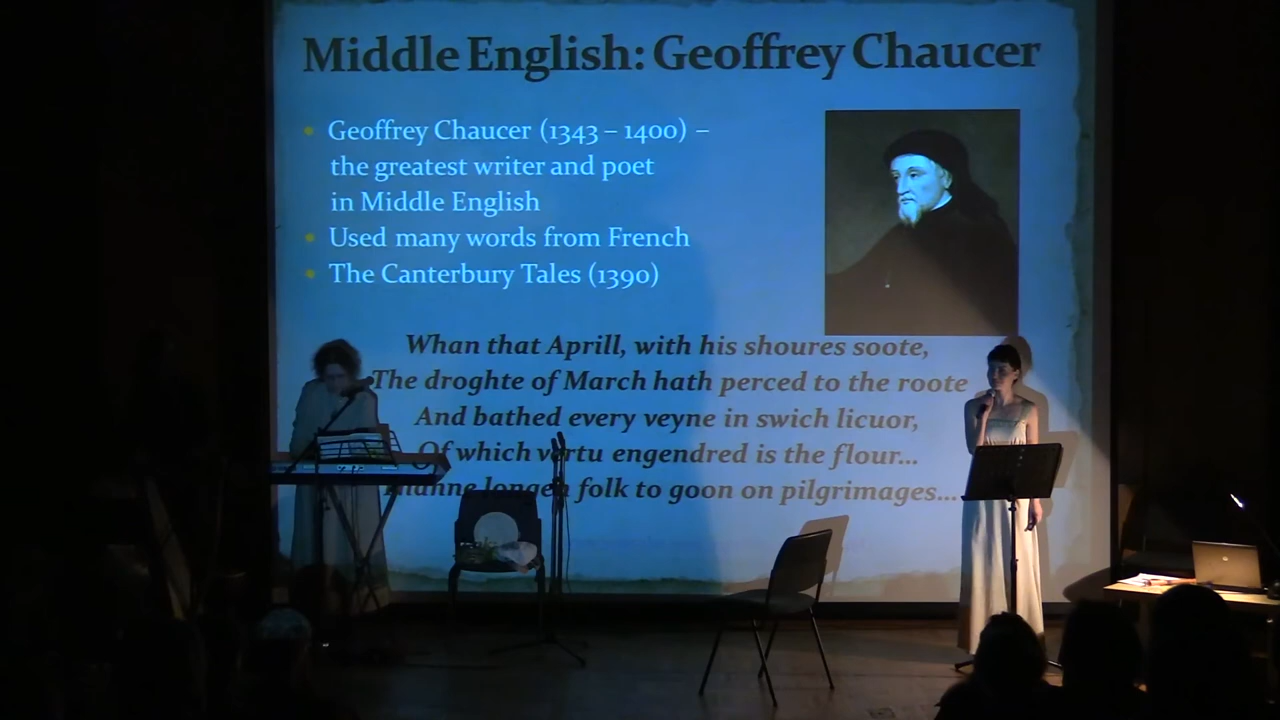 Middle English: Geoffrey Chaucer
• Geoffrey Chaucer (1343 – 1400) –
the greatest writer and poet
in Middle English
• Used many words from French
• The Canterbury Tales (1390)
Whan that Aprill, with his shoures soote,
The droghte of March hath perced to the roote
And bathed every veyne in swich licuor,
Of which vertu engendred is the flour...
longen folk to goon on pilgrimages...